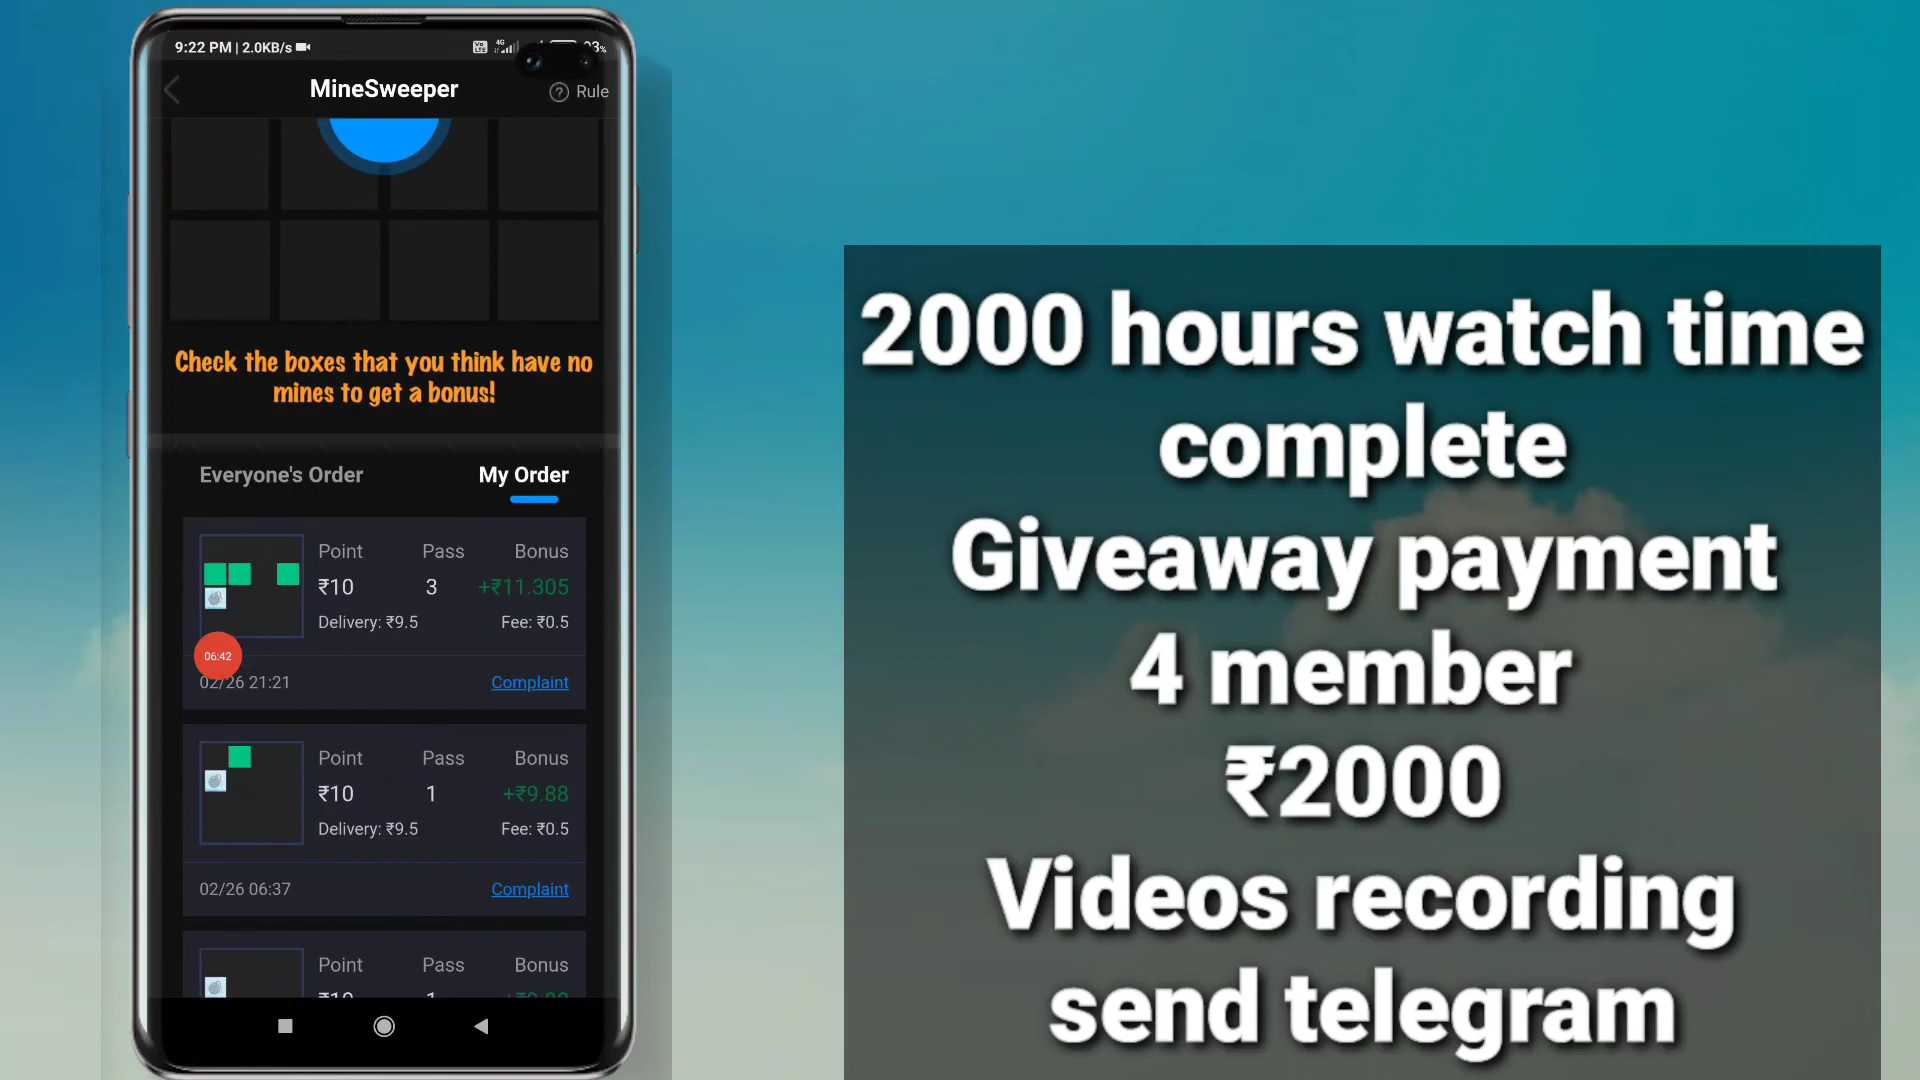 9:22 PM | 2.0KB/s
MineSweeper
Rule
Check the boxes that you think have no
mines to get a bonus!
Everyone's Order
My Order
Point Pass Bonus
₹10 3 +₹11.305
Delivery: ₹9.5 Fee: ₹0.5
06:42
02/26 21:21 Complaint
Point Pass Bonus
₹10 1 +₹9.88
Delivery: ₹9.5 Fee: ₹0.5
02/26 06:37 Complaint
Point Pass Bonus
2000 hours watch time
complete
Giveaway payment
4 member
₹2000
Videos recording
send telegram